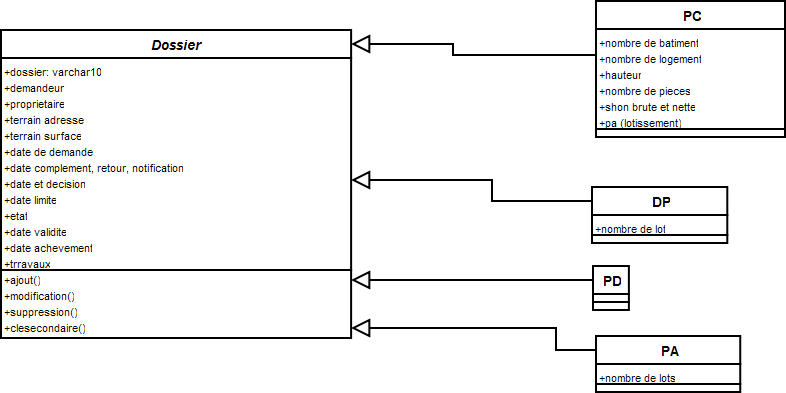 Dossier
+dossier: varchar10
+demandeur
+proprietaire
+terrain adresse
+terrain surface
+date de demande
+date complement, retour, notification
+date et decision
+date limite
+etat
+date validite
+date achevement
+trravaux
+ajout()
+modification()
+suppression()
+clesecondaire()
PC
+nombre de batiment
+nombre de logement
+hauteur
+nombre de pieces
+shon brute et nette
+pa (lotissement)
DP
+nombre de lot
PD
PA
+nombre de lots